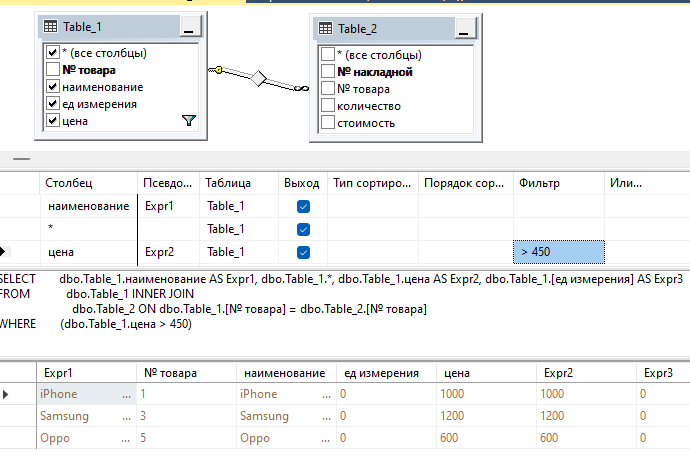 Table_1
* (все столбцы)
№ товара
наименование
ед измерения
цена
Table_2
* (все столбцы)
№ накладной
№ товара
количество
стоимость
Столбец Псевдо... Таблица Выход Тип сортиро... Порядок сор... Фильтр Или...
наименование Expr1 Table_1
* Table_1
цена Expr2 Table_1 > 450
SELECT dbo.Table_1.наименование AS Expr1, dbo.Table_1.*, dbo.Table_1.цена AS Expr2, dbo.Table_1.[ед измерения] AS Expr3
FROM dbo.Table_1 INNER JOIN
dbo.Table_2 ON dbo.Table_1.[№ товара] = dbo.Table_2.[№ товара]
WHERE (dbo.Table_1.цена > 450)
Expr1 № товара наименование ед измерения цена Expr2 Expr3
iPhone ... 1 iPhone ... 0 1000 1000 0
Samsung ... 3 Samsung ... 0 1200 1200 0
Oppo ... 5 Oppo ... 0 600 600 0